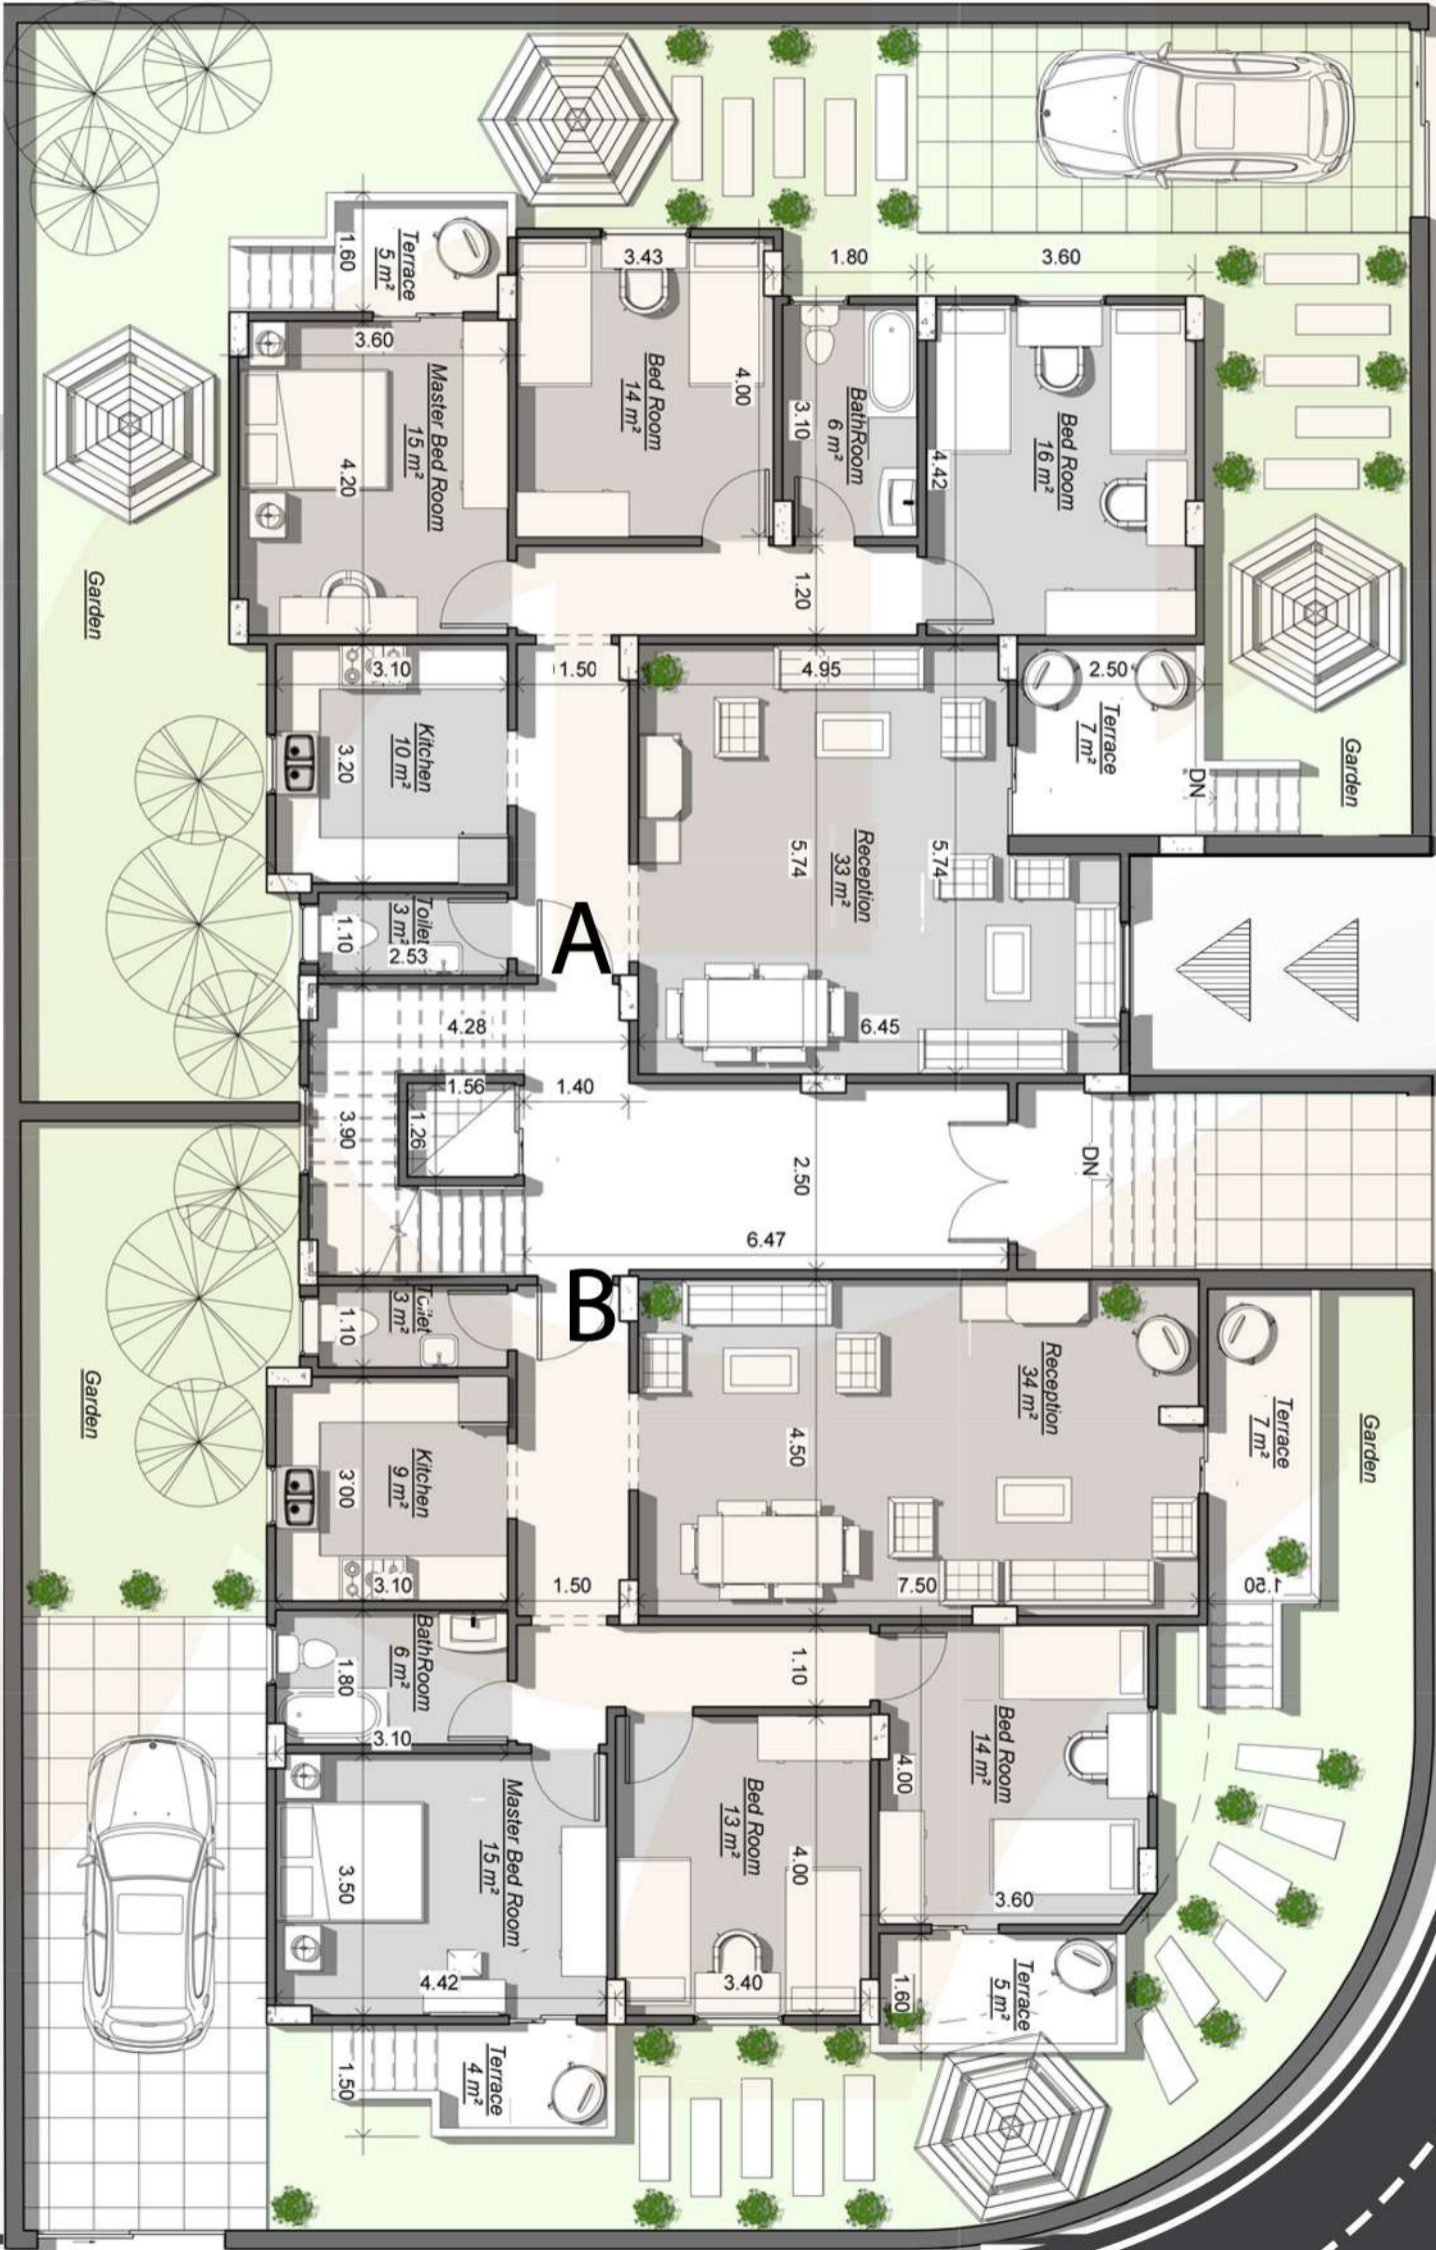 1.60
Terrace
5 m²
3.43
1.80
3.60
3.60
Master Bed Room
15 m²
4.20
Bed Room
14 m²
4.00
BathRoom
6 m²
3.10
4.42
Bed Room
16 m²
Garden
1.20
3.10
1.50
4.95
2.50
Kitchen
10 m²
3.20
Terrace
7 m²
DN
Garden
Reception
33 m²
5.74
5.74
Toilet
3 m²
1.10
2.53
A
4.28
6.45
1.56
1.40
1.26
3.90
2.50
DN
6.47
B
Toilet
3 m²
1.10
Reception
34 m²
Terrace
7 m²
Garden
Garden
Kitchen
9 m²
3.00
4.50
3.10
1.50
7.50
1.50
BathRoom
6 m²
1.80
3.10
1.10
Bed Room
14 m²
4.00
Master Bed Room
15 m²
3.50
Bed Room
13 m²
4.00
3.60
4.42
3.40
1.60
Terrace
5 m²
1.50
Terrace
4 m²